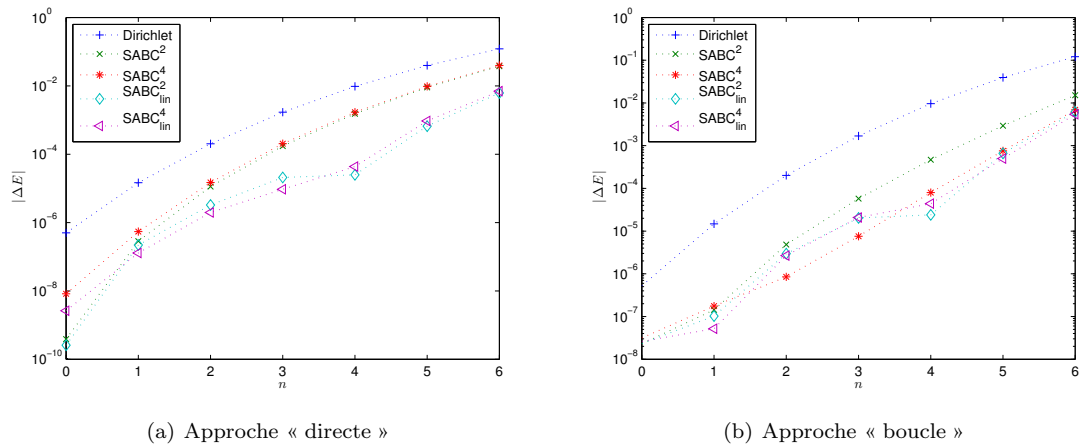 10^0
10^-2
10^-4
10^-6
10^-8
10^-10
|ΔE|
Dirichlet
SABC^2
SABC^4
SABC^2_lin
SABC^4_lin
0 1 2 3 4 5 6
n
(a) Approche « directe »
10^0
10^-1
10^-2
10^-3
10^-4
10^-5
10^-6
10^-7
10^-8
|ΔE|
Dirichlet
SABC^2
SABC^4
SABC^2_lin
SABC^4_lin
0 1 2 3 4 5 6
n
(b) Approche « boucle »